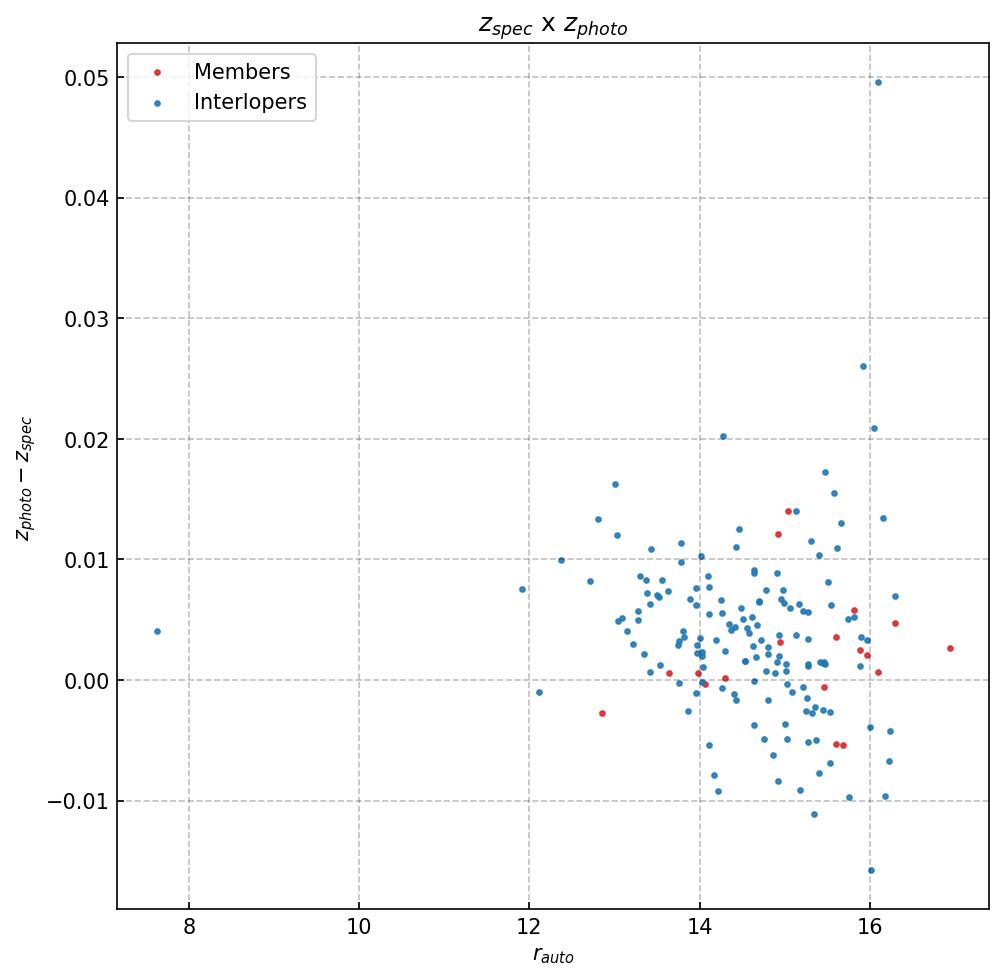 z_spec x z_photo
Members
Interlopers
0.05
0.04
0.03
0.02
0.01
0.00
−0.01
z_photo − z_spec
8 10 12 14 16
r_auto